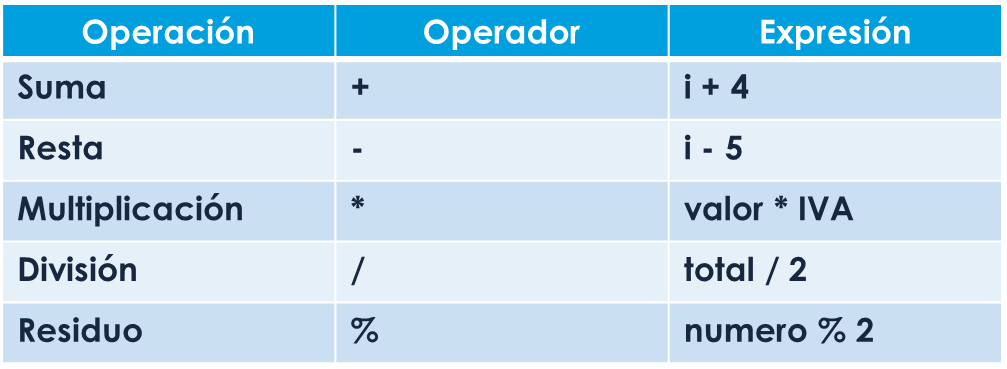 Operación Operador Expresión
Suma + i + 4
Resta - i - 5
Multiplicación * valor * IVA
División / total / 2
Residuo % numero % 2